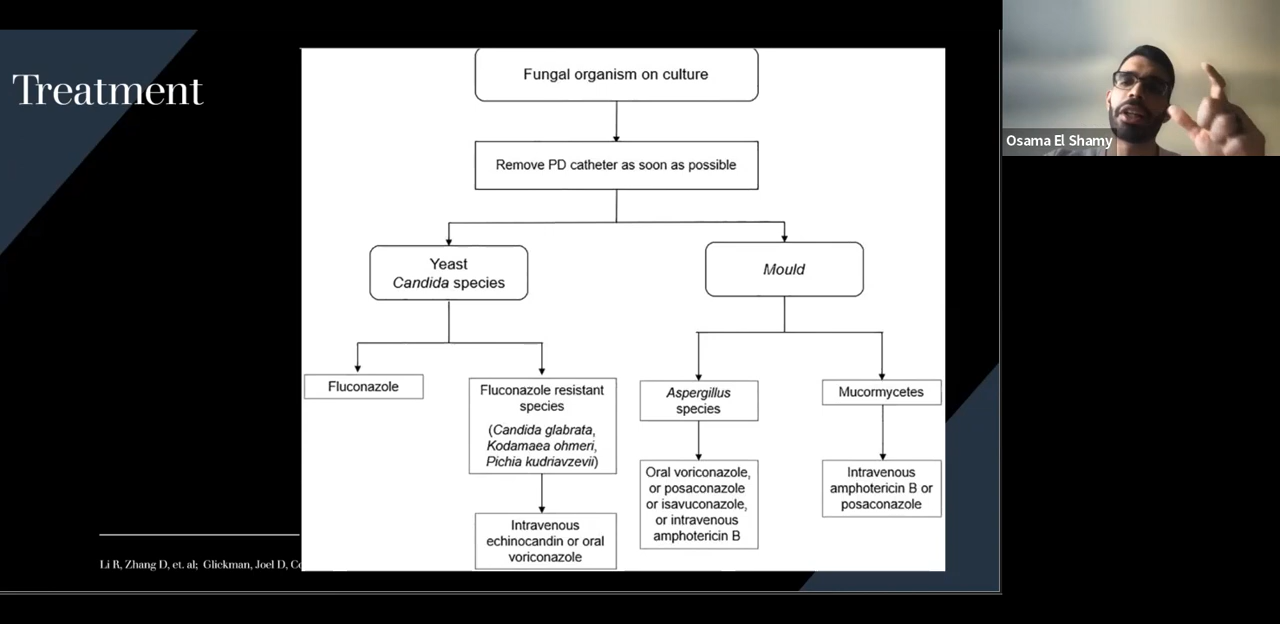 Treatment
Fungal organism on culture
Remove PD catheter as soon as possible
Yeast
Candida species
Mould
Fluconazole
Fluconazole resistant
species
(Candida glabrata,
Kodamaea ohmeri,
Pichia kudriavzevii)
Intravenous
echinocandin or oral
voriconazole
Aspergillus
species
Oral voriconazole,
or posaconazole
or isavuconazole,
or intravenous
amphotericin B
Mucormycetes
Intravenous
amphotericin B or
posaconazole
Li R, Zhang D, et. al; Glickman, Joel D,
Osama El Shamy